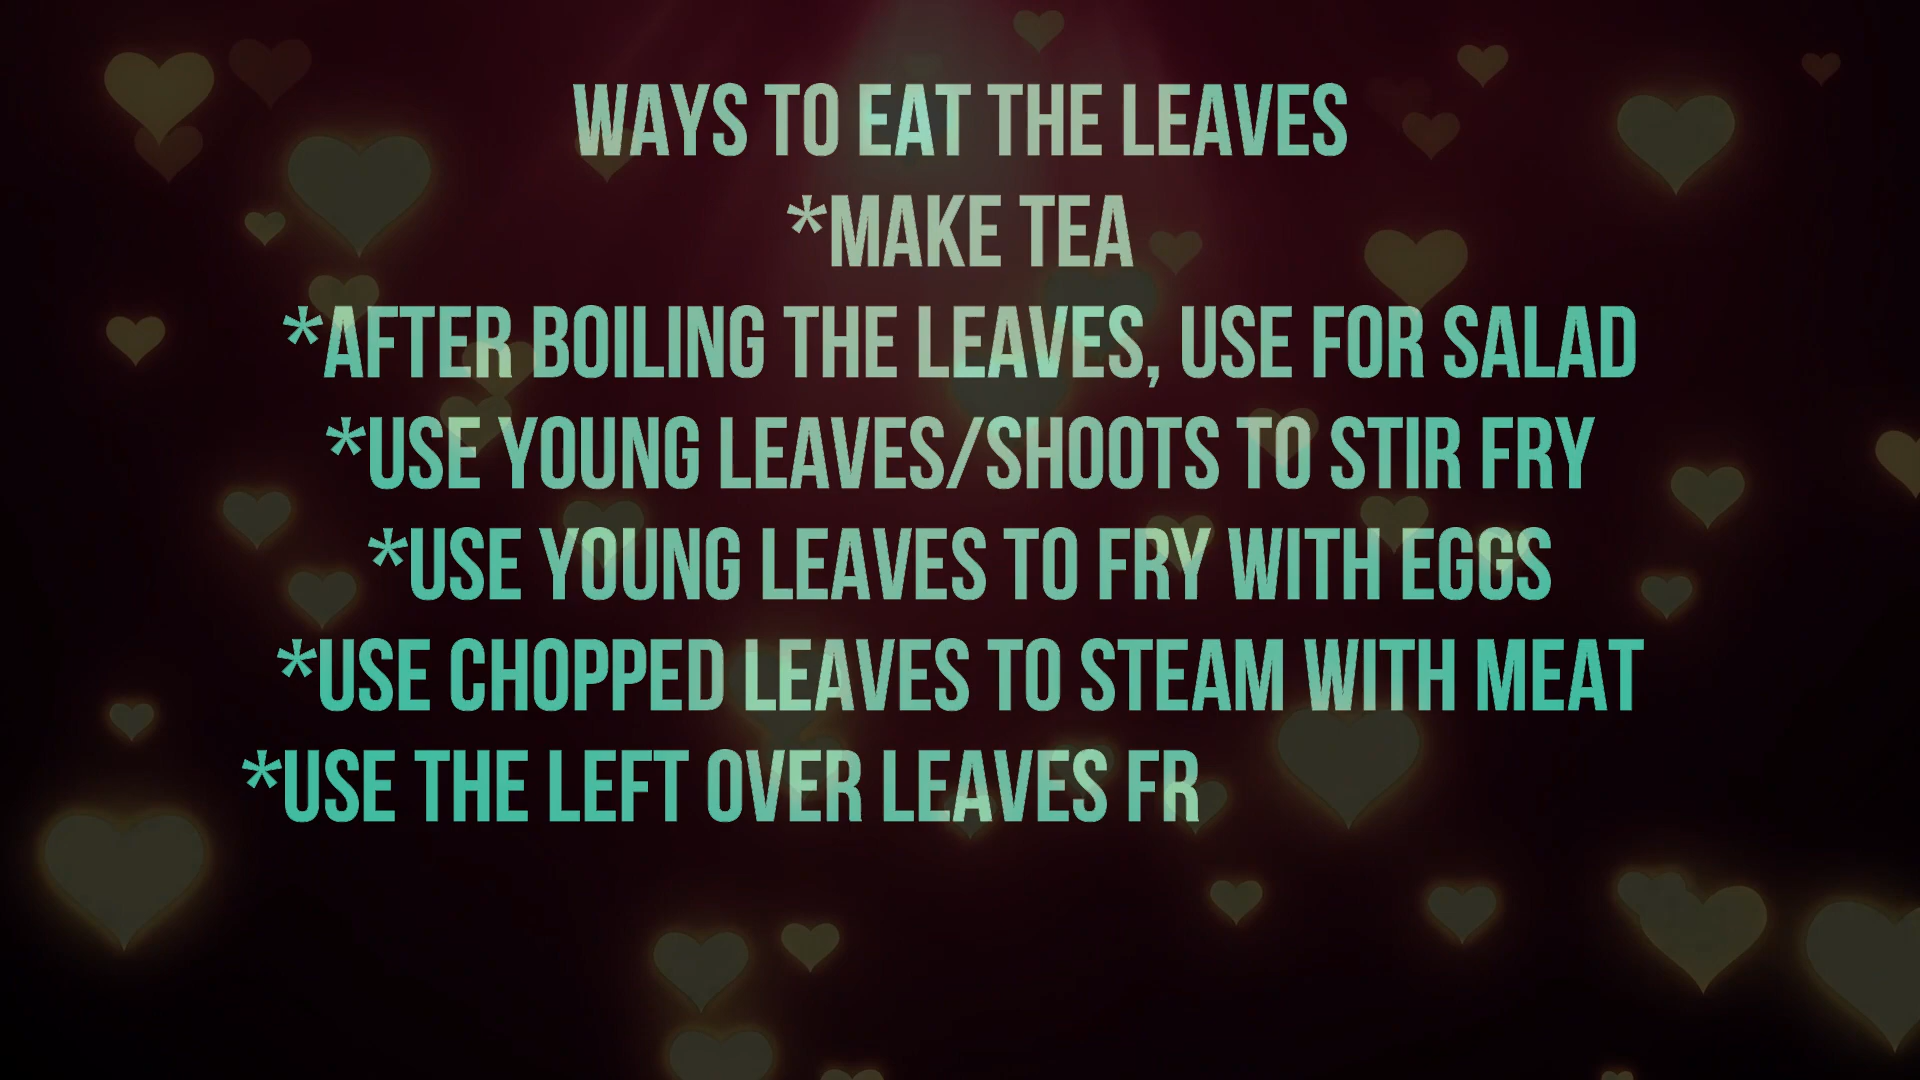 WAYS TO EAT THE LEAVES
*MAKE TEA
*AFTER BOILING THE LEAVES, USE FOR SALAD
*USE YOUNG LEAVES/SHOOTS TO STIR FRY
*USE YOUNG LEAVES TO FRY WITH EGGS
*USE CHOPPED LEAVES TO STEAM WITH MEAT
*USE THE LEFT OVER LEAVES FR